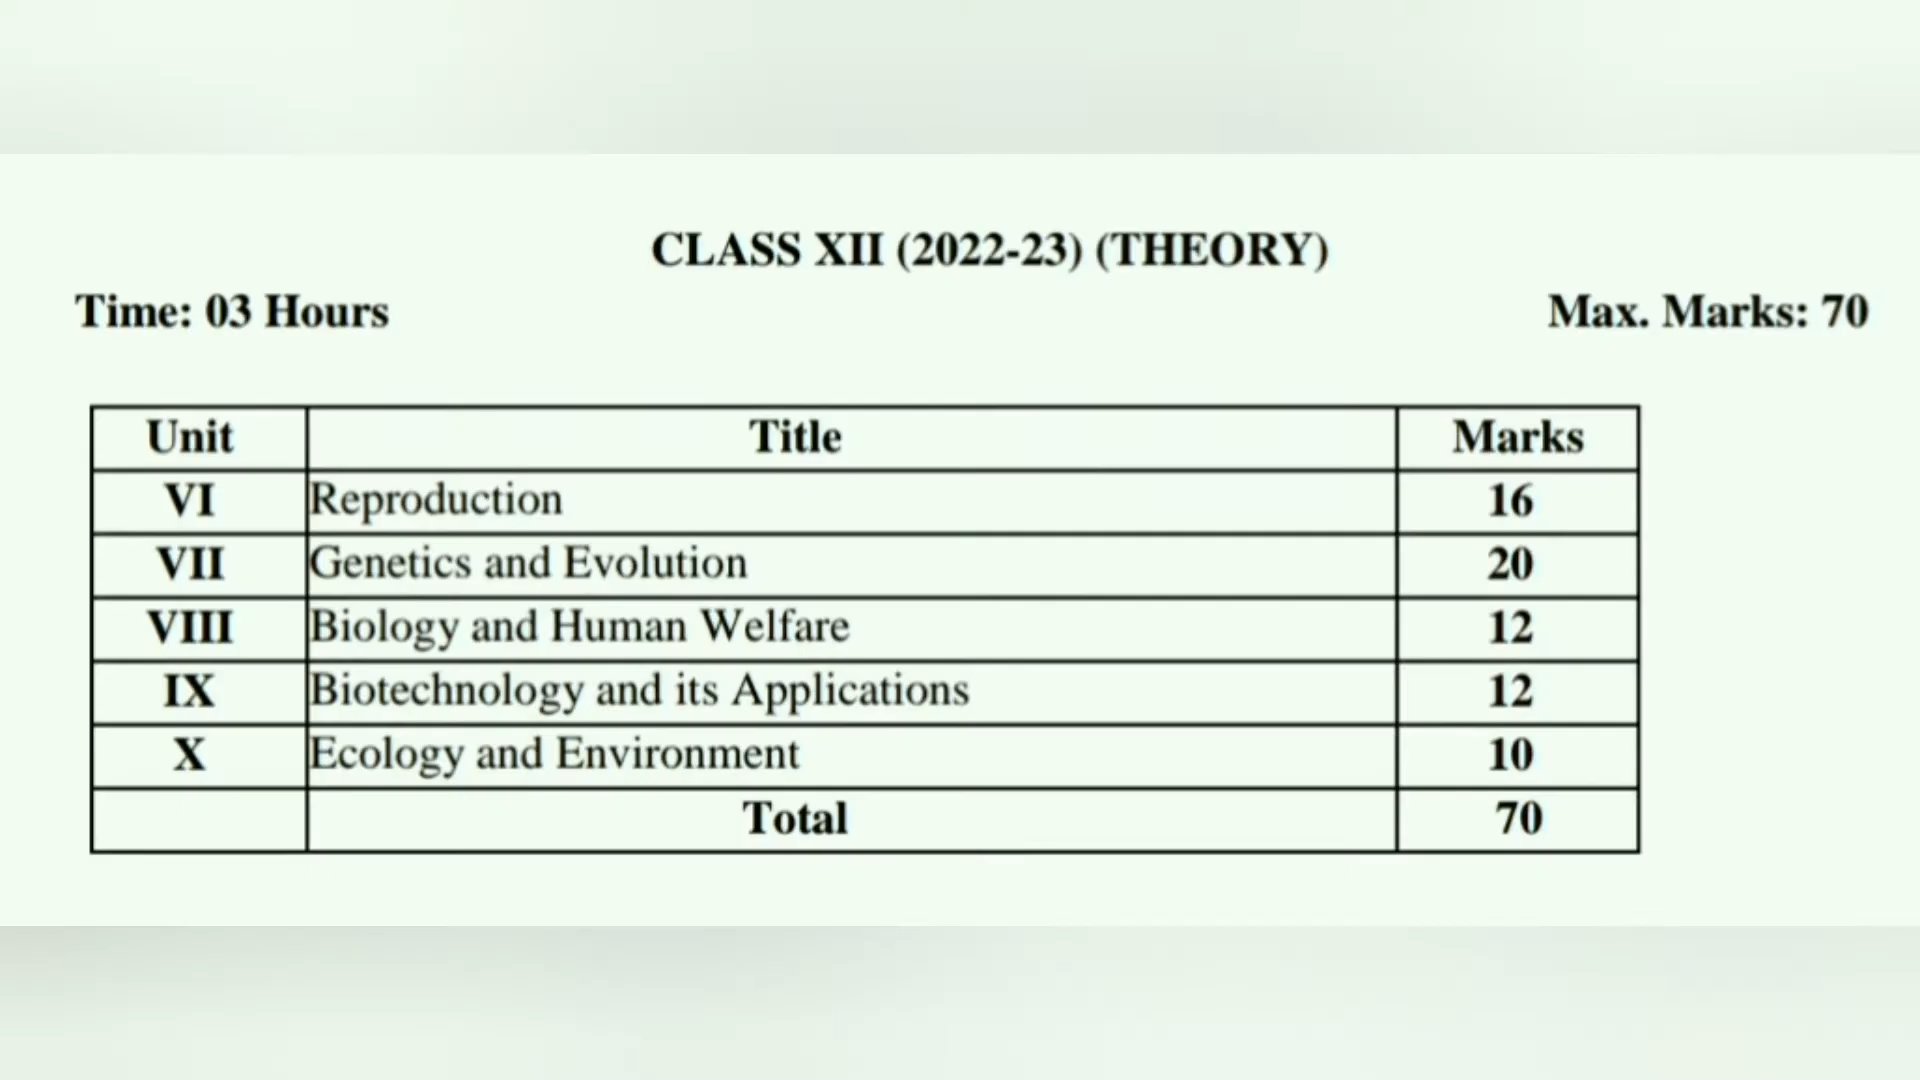 CLASS XII (2022-23) (THEORY)
Time: 03 Hours Max. Marks: 70
Unit Title Marks
VI Reproduction 16
VII Genetics and Evolution 20
VIII Biology and Human Welfare 12
IX Biotechnology and its Applications 12
X Ecology and Environment 10
Total 70